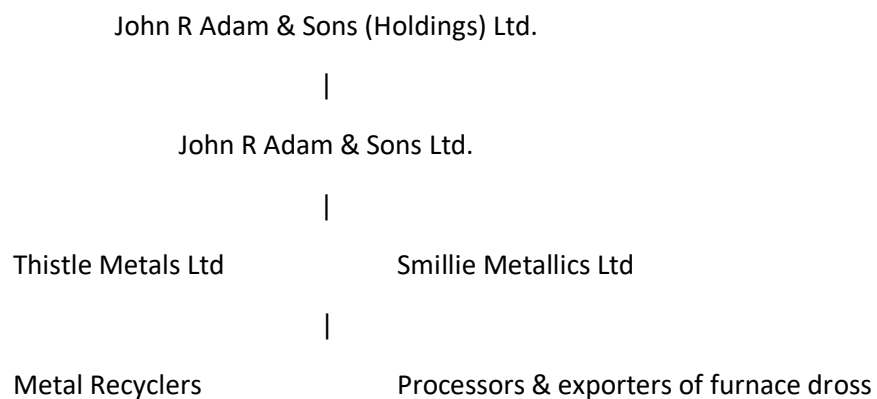 John R Adam & Sons (Holdings) Ltd.
|
John R Adam & Sons Ltd.
|
Thistle Metals Ltd Smillie Metallics Ltd
|
Metal Recyclers Processors & exporters of furnace dross